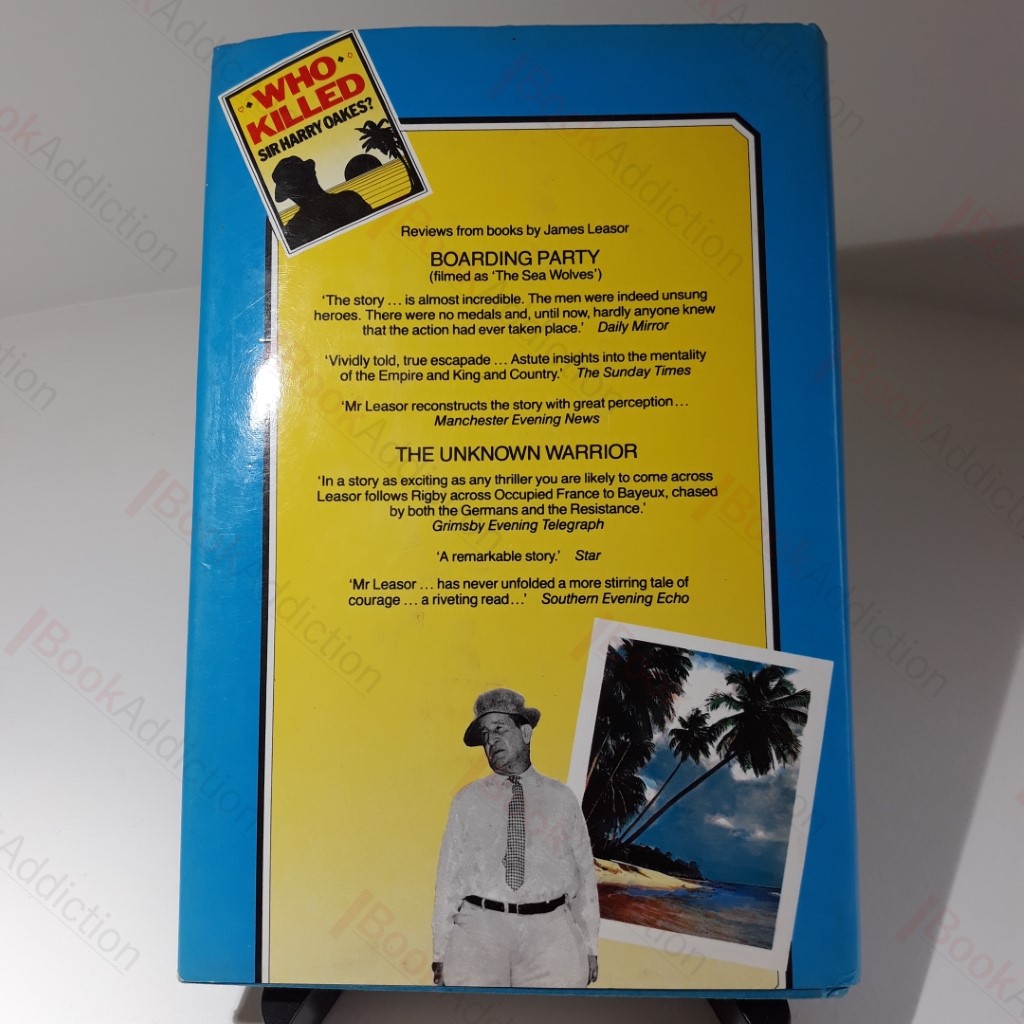 WHO
KILLED
SIR HARRY OAKES?
Reviews from books by James Leasor
BOARDING PARTY
(filmed as 'The Sea Wolves')
'The story ... is almost incredible. The men were indeed unsung
heroes. There were no medals and, until now, hardly anyone knew
that the action had ever taken place.' Daily Mirror
'Vividly told, true escapade ... Astute insights into the mentality
of the Empire and King and Country.' The Sunday Times
'Mr Leasor reconstructs the story with great perception ...
Manchester Evening News
THE UNKNOWN WARRIOR
'In a story as exciting as any thriller you are likely to come across
Leasor follows Rigby across Occupied France to Bayeux, chased
by both the Germans and the Resistance.'
Grimsby Evening Telegraph
'A remarkable story.' Star
'Mr Leasor ... has never unfolded a more stirring tale of
courage ... a riveting read ...' Southern Evening Echo
BookAddiction